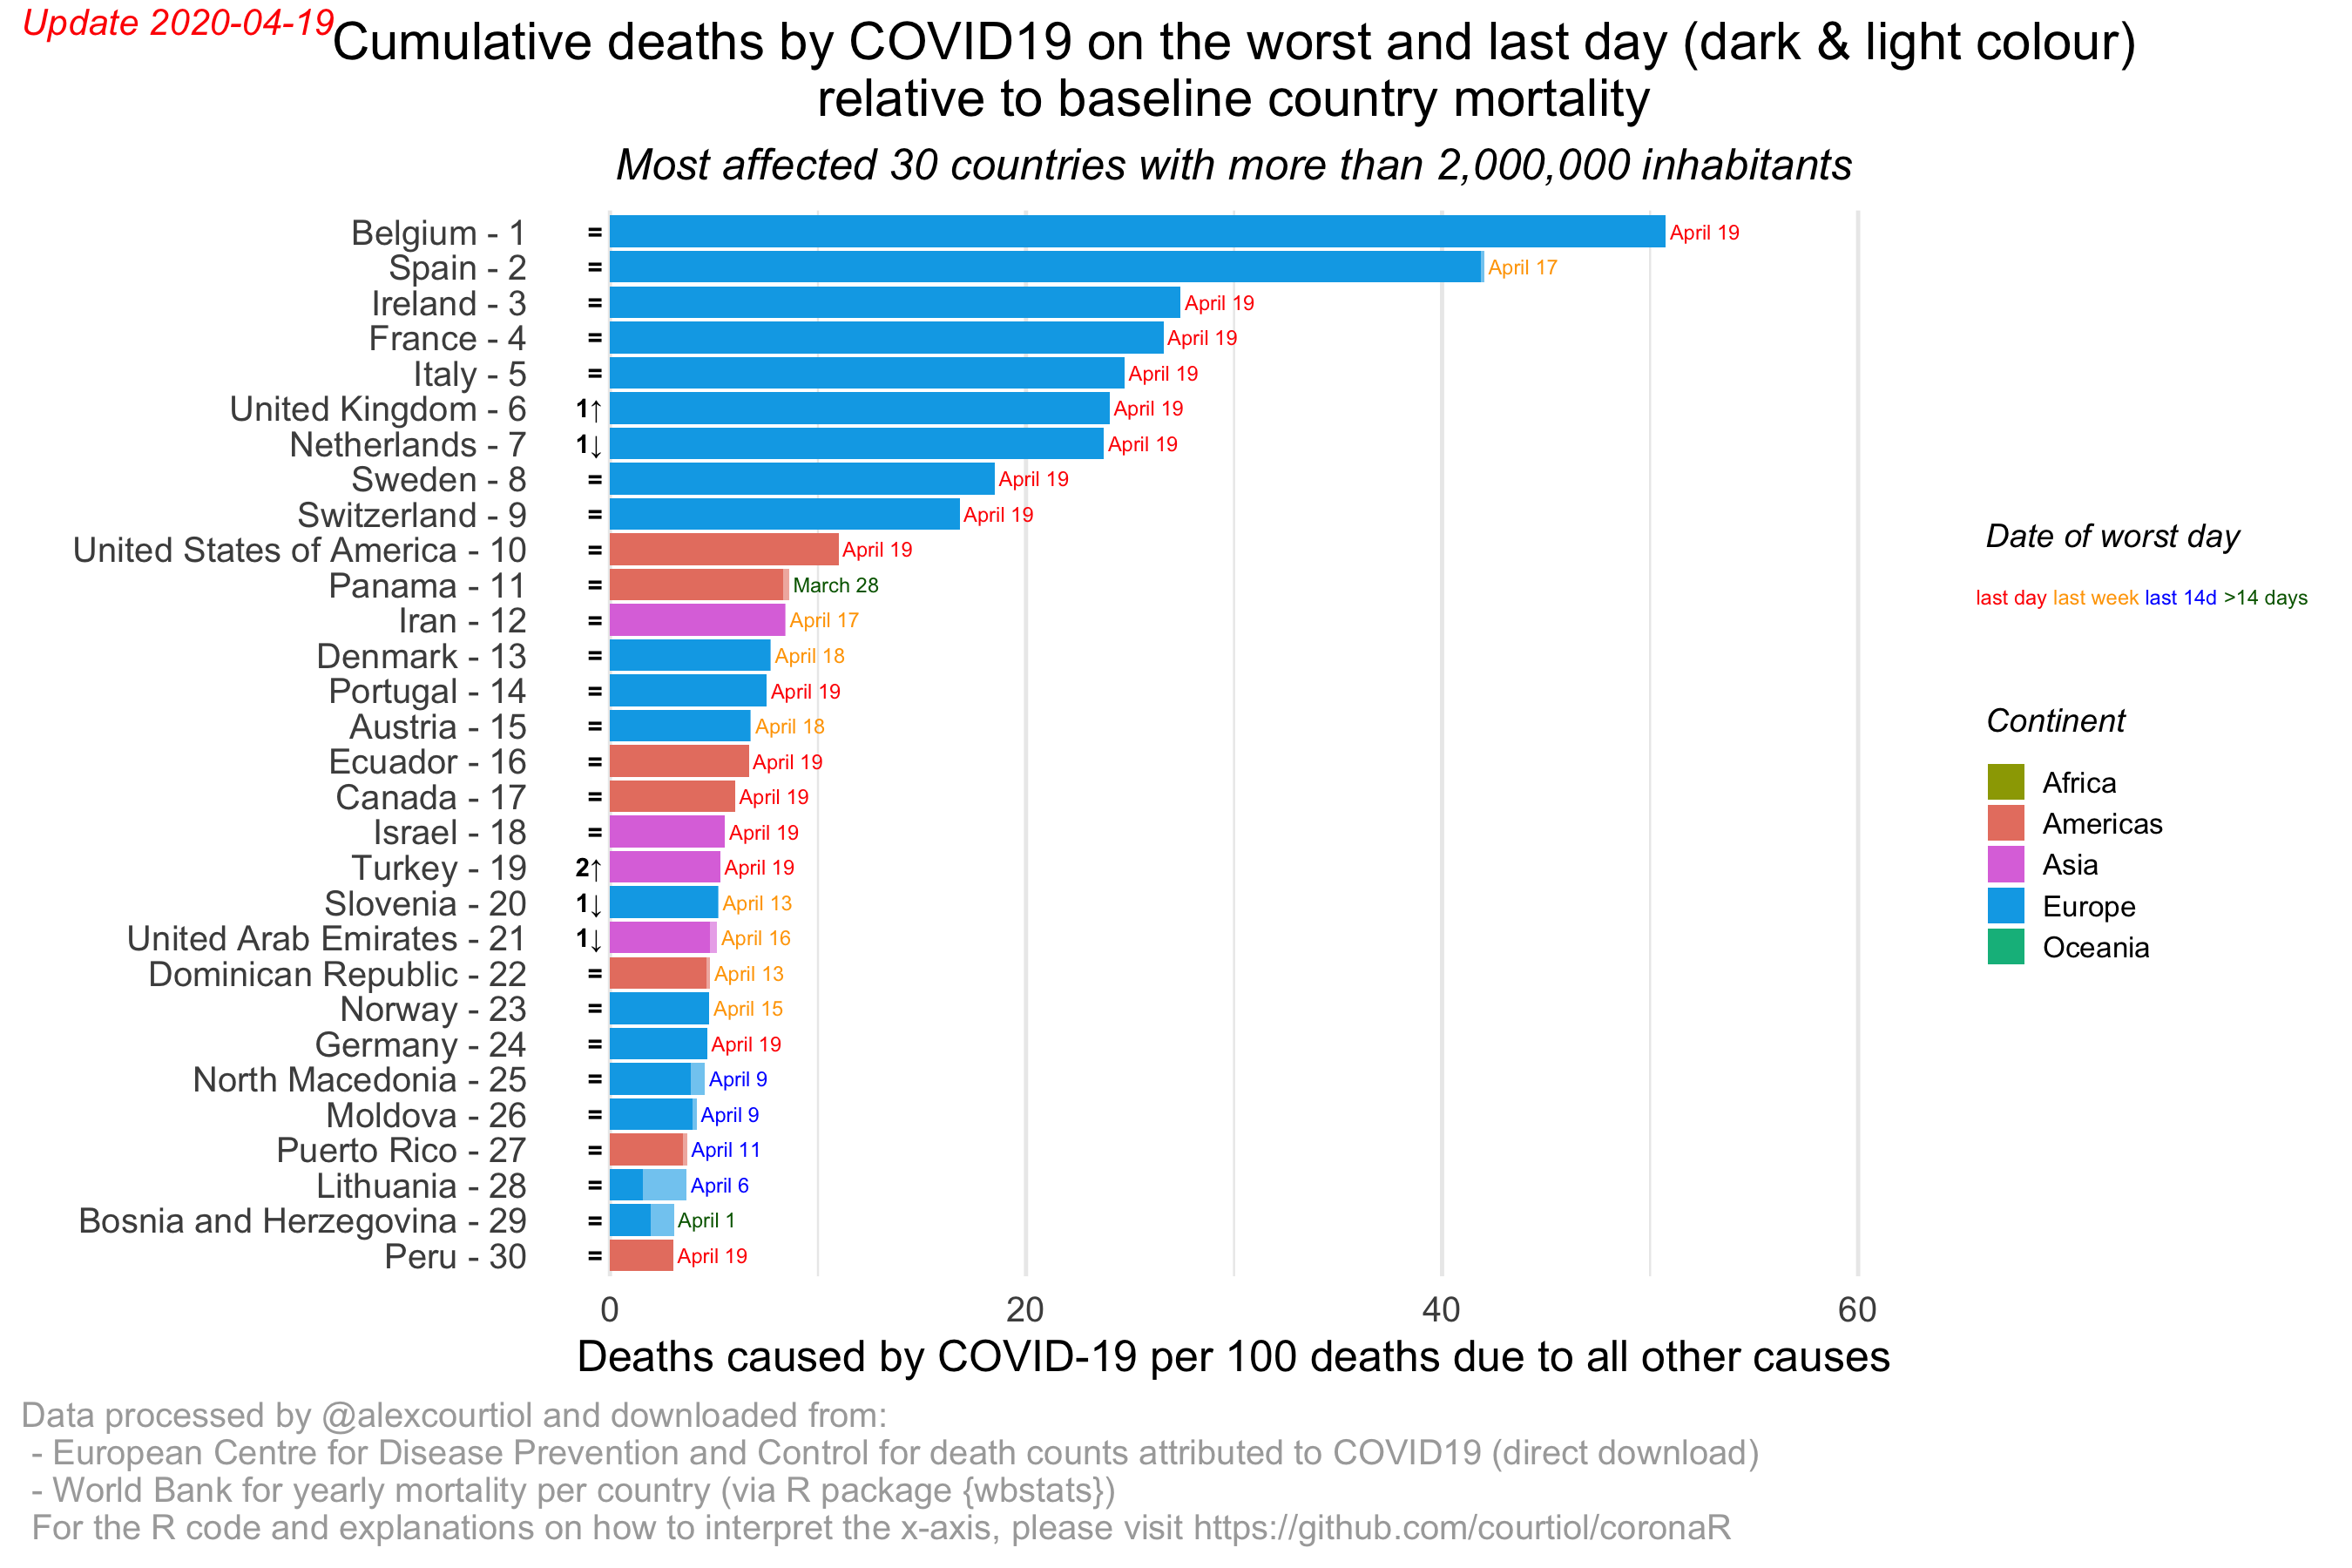 Update 2020-04-19
Cumulative deaths by COVID19 on the worst and last day (dark & light colour)
relative to baseline country mortality
Most affected 30 countries with more than 2,000,000 inhabitants
Belgium - 1 = April 19
Spain - 2 = April 17
Ireland - 3 = April 19
France - 4 = April 19
Italy - 5 = April 19
United Kingdom - 6 1↑ April 19
Netherlands - 7 1↓ April 19
Sweden - 8 = April 19
Switzerland - 9 = April 19
United States of America - 10 = April 19
Panama - 11 = March 28
Iran - 12 = April 17
Denmark - 13 = April 18
Portugal - 14 = April 19
Austria - 15 = April 18
Ecuador - 16 = April 19
Canada - 17 = April 19
Israel - 18 = April 19
Turkey - 19 2↑ April 19
Slovenia - 20 1↓ April 13
United Arab Emirates - 21 1↓ April 16
Dominican Republic - 22 = April 13
Norway - 23 = April 15
Germany - 24 = April 19
North Macedonia - 25 = April 9
Moldova - 26 = April 9
Puerto Rico - 27 = April 11
Lithuania - 28 = April 6
Bosnia and Herzegovina - 29 = April 1
Peru - 30 = April 19
0 20 40 60
Deaths caused by COVID-19 per 100 deaths due to all other causes
Date of worst day
last day last week last 14d >14 days
Continent
Africa
Americas
Asia
Europe
Oceania
Data processed by @alexcourtiol and downloaded from:
- European Centre for Disease Prevention and Control for death counts attributed to COVID19 (direct download)
- World Bank for yearly mortality per country (via R package {wbstats})
For the R code and explanations on how to interpret the x-axis, please visit https://github.com/courtiol/coronaR